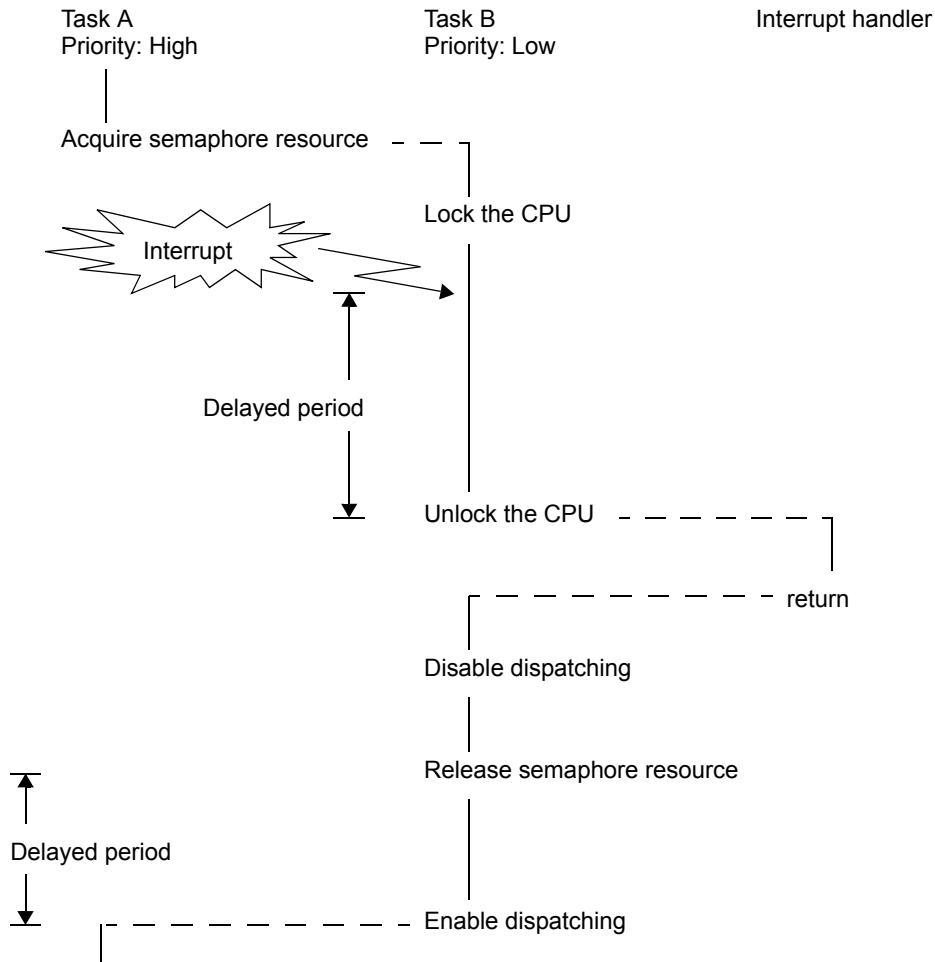 Task A
Priority: High
Task B
Priority: Low
Interrupt handler
Acquire semaphore resource
Lock the CPU
Interrupt
Delayed period
Unlock the CPU
return
Disable dispatching
Release semaphore resource
Delayed period
Enable dispatching